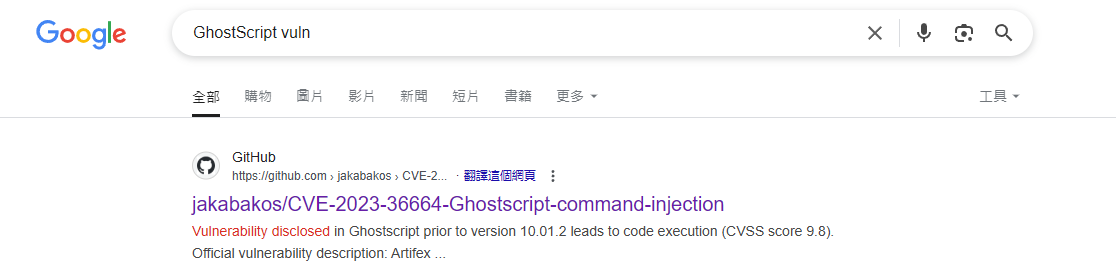 Google
GhostScript vuln
全部 購物 圖片 影片 新聞 短片 書籍 更多 工具
GitHub
https://github.com › jakabakos › CVE-2... · 翻譯這個網頁
jakabakos/CVE-2023-36664-Ghostscript-command-injection
Vulnerability disclosed in Ghostscript prior to version 10.01.2 leads to code execution (CVSS score 9.8).
Official vulnerability description: Artifex ...